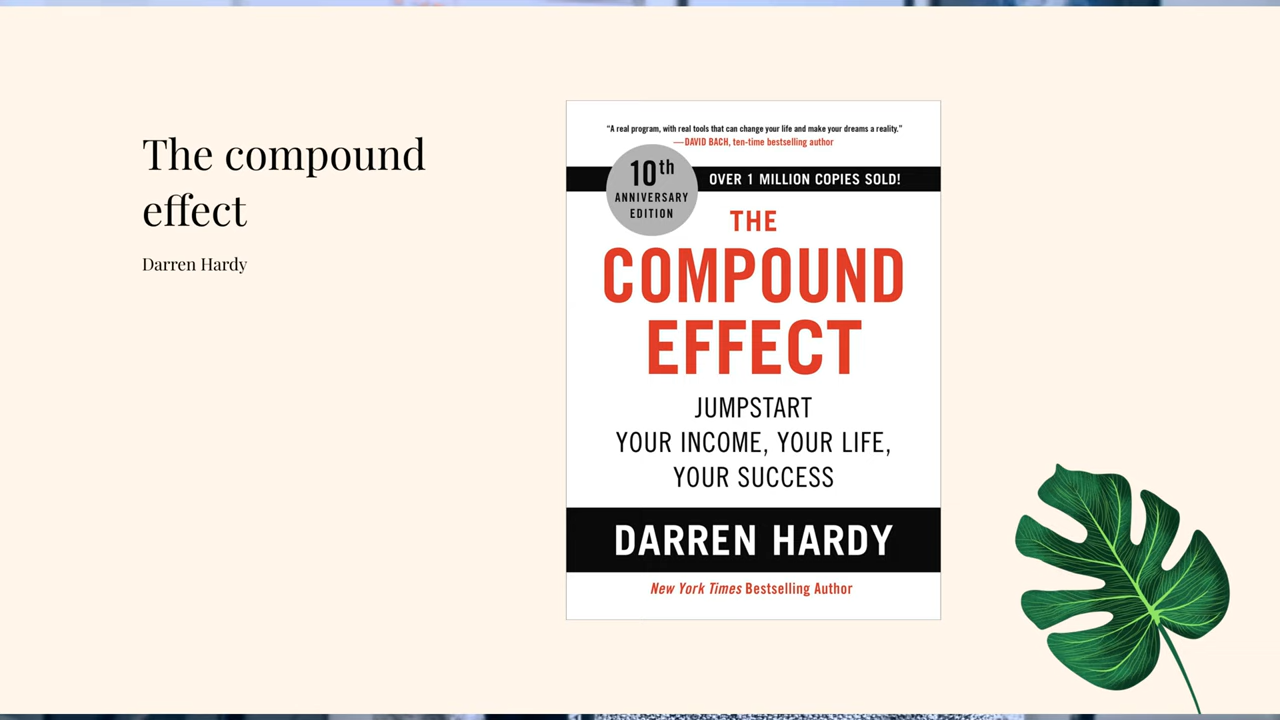 The compound
effect
Darren Hardy
“A real program, with real tools that can change your life and make your dreams a reality.”
—DAVID BACH, ten-time bestselling author
10th
ANNIVERSARY
EDITION
OVER 1 MILLION COPIES SOLD!
THE
COMPOUND
EFFECT
JUMPSTART
YOUR INCOME, YOUR LIFE,
YOUR SUCCESS
DARREN HARDY
New York Times Bestselling Author